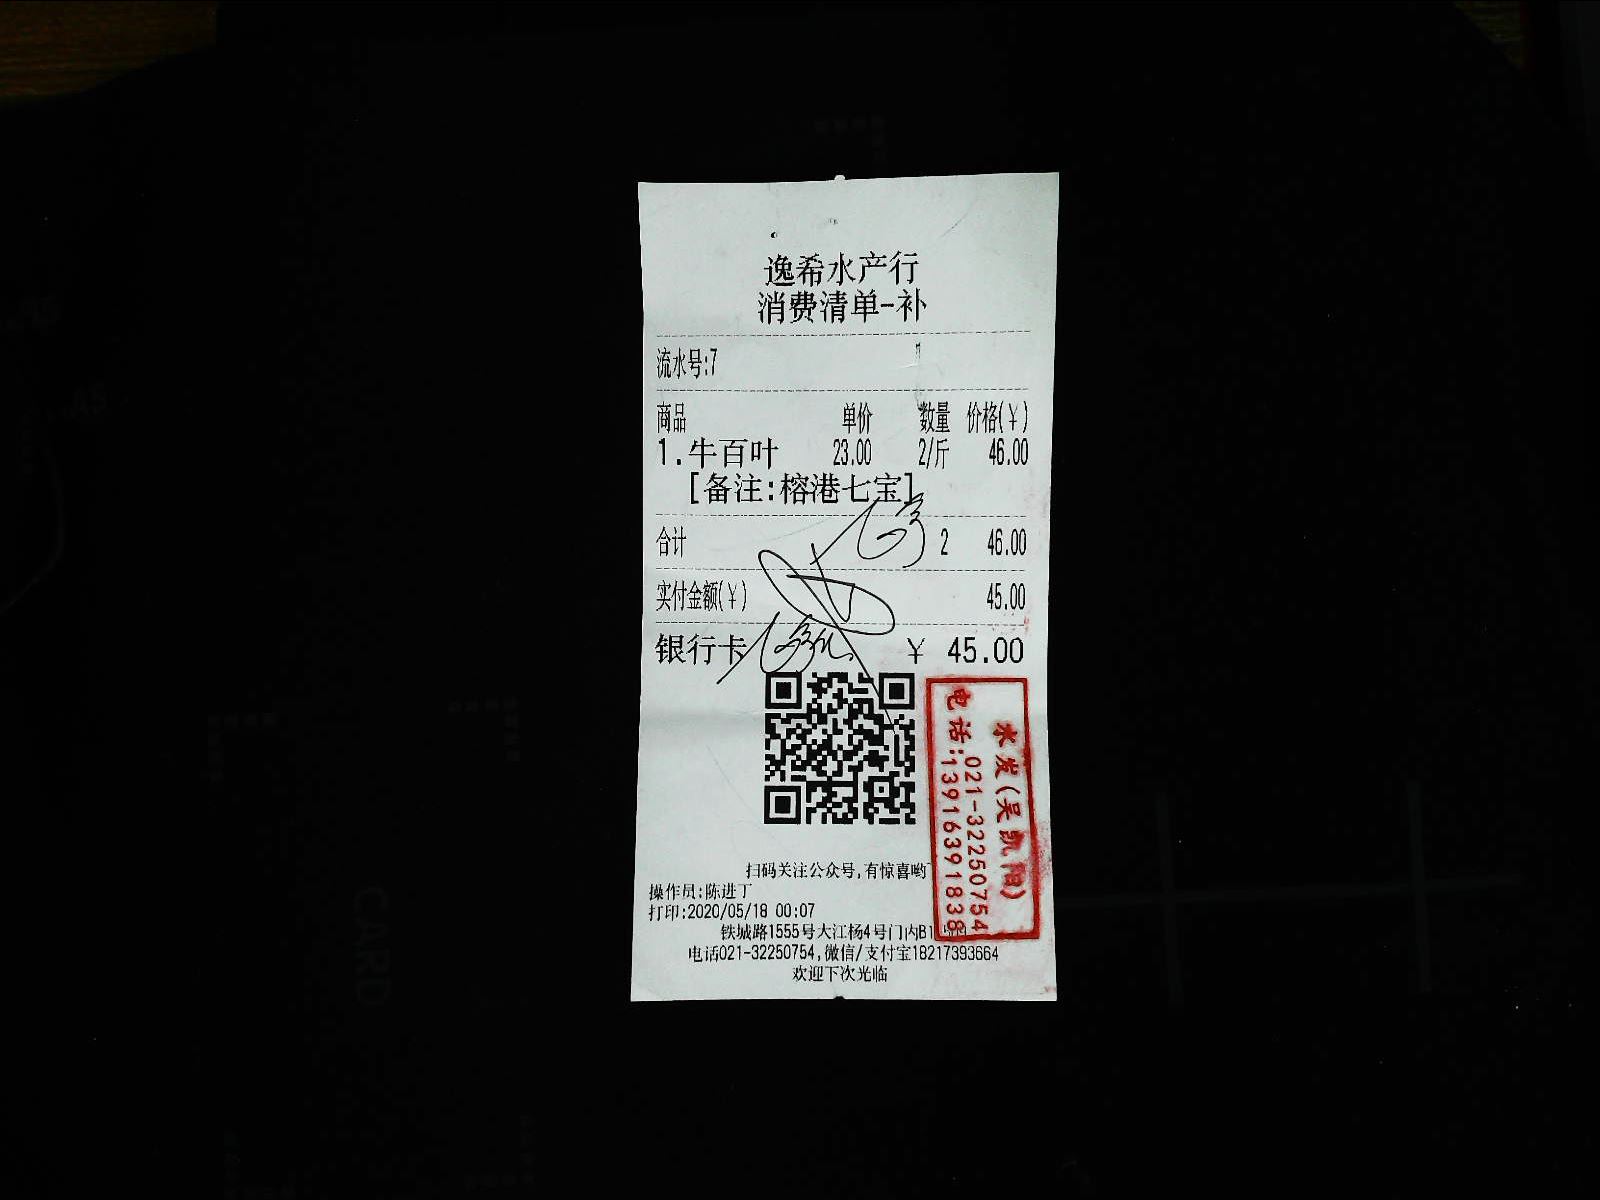 逸希水产行
消费清单-补
流水号:7
商品 单价 数量 价格(¥)
1.牛百叶 23.00 2/斤 46.00
[备注:榕港七宝]
合计 2 46.00
实付金额(¥) 45.00
银行卡 ¥ 45.00
水发(吴凯阳)
电话:021-32250754
13916391838
扫码关注公众号,有惊喜哟
操作员:陈进丁
打印:2020/05/18 00:07
铁城路1555号大江杨4号门内B1
电话021-32250754,微信/支付宝18217393664
欢迎下次光临